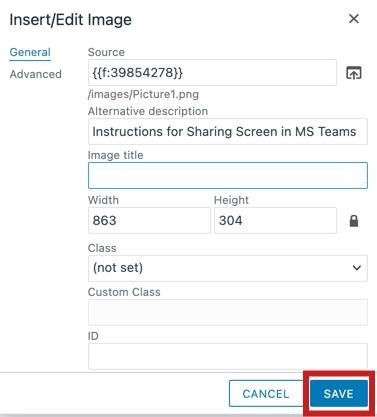 Insert/Edit Image
General
Advanced
Source
{{f:39854278}}
/images/Picture1.png
Alternative description
Instructions for Sharing Screen in MS Teams
Image title
Width
Height
863
304
Class
(not set)
Custom Class
ID
CANCEL
SAVE